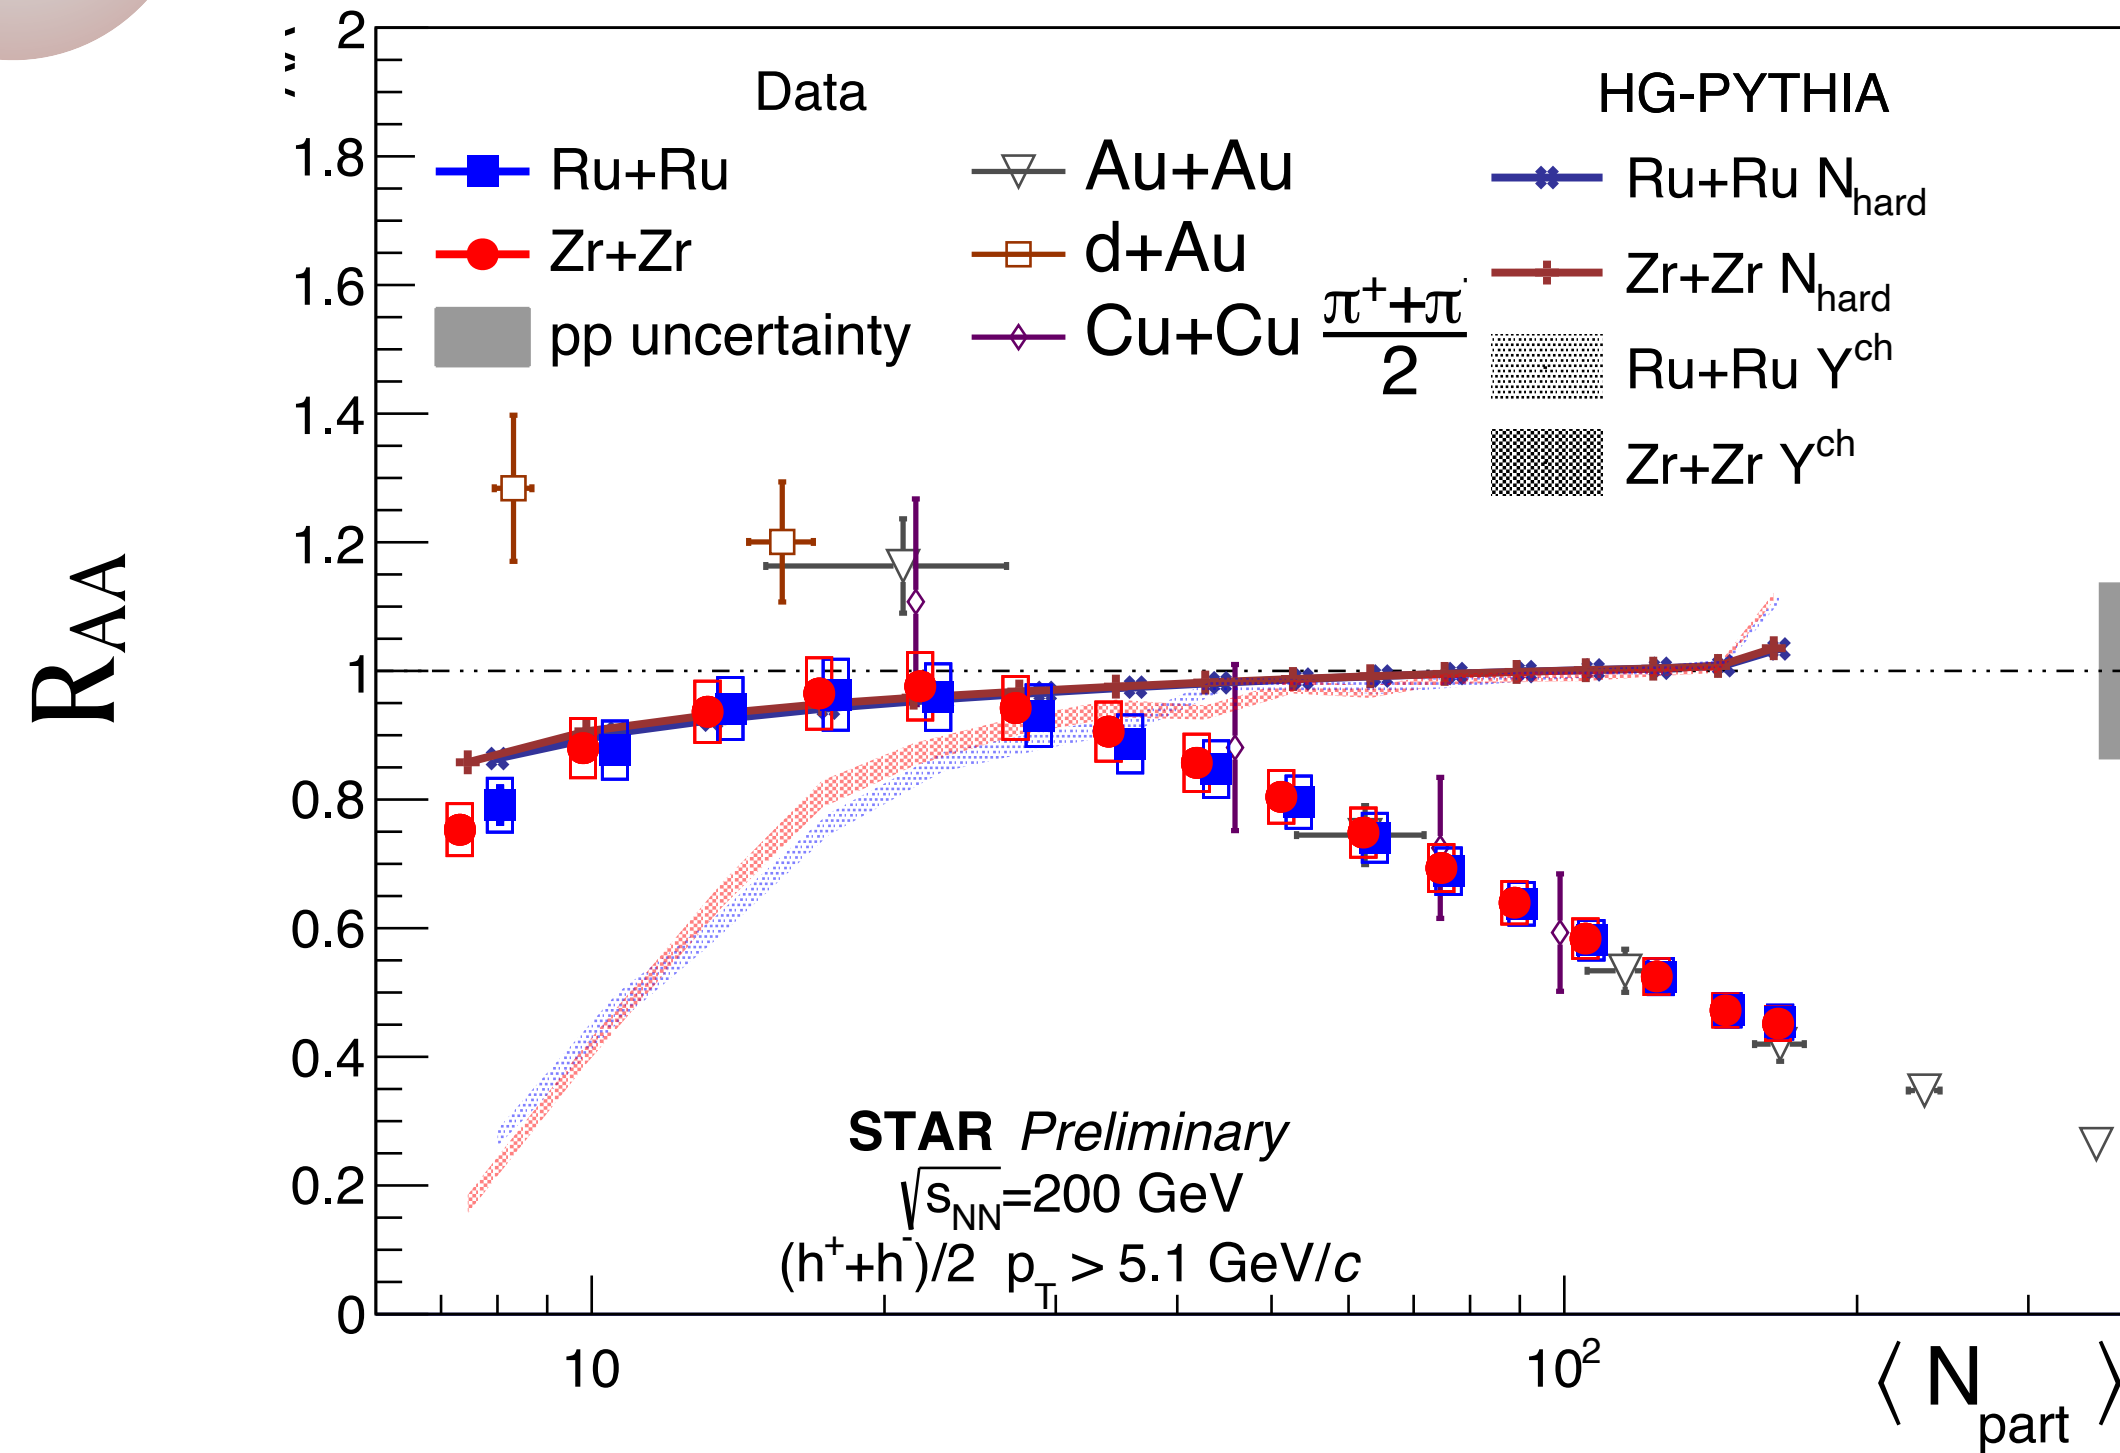 R_AA
2
1.8
1.6
1.4
1.2
1
0.8
0.6
0.4
0.2
0
Data
Ru+Ru
Zr+Zr
pp uncertainty
Au+Au
d+Au
Cu+Cu (π⁺+π⁻)/2
HG-PYTHIA
Ru+Ru N_hard
Zr+Zr N_hard
Ru+Ru Y^ch
Zr+Zr Y^ch
STAR Preliminary
√s_NN=200 GeV
(h⁺+h⁻)/2 p_T > 5.1 GeV/c
10
10²
⟨ N_part ⟩